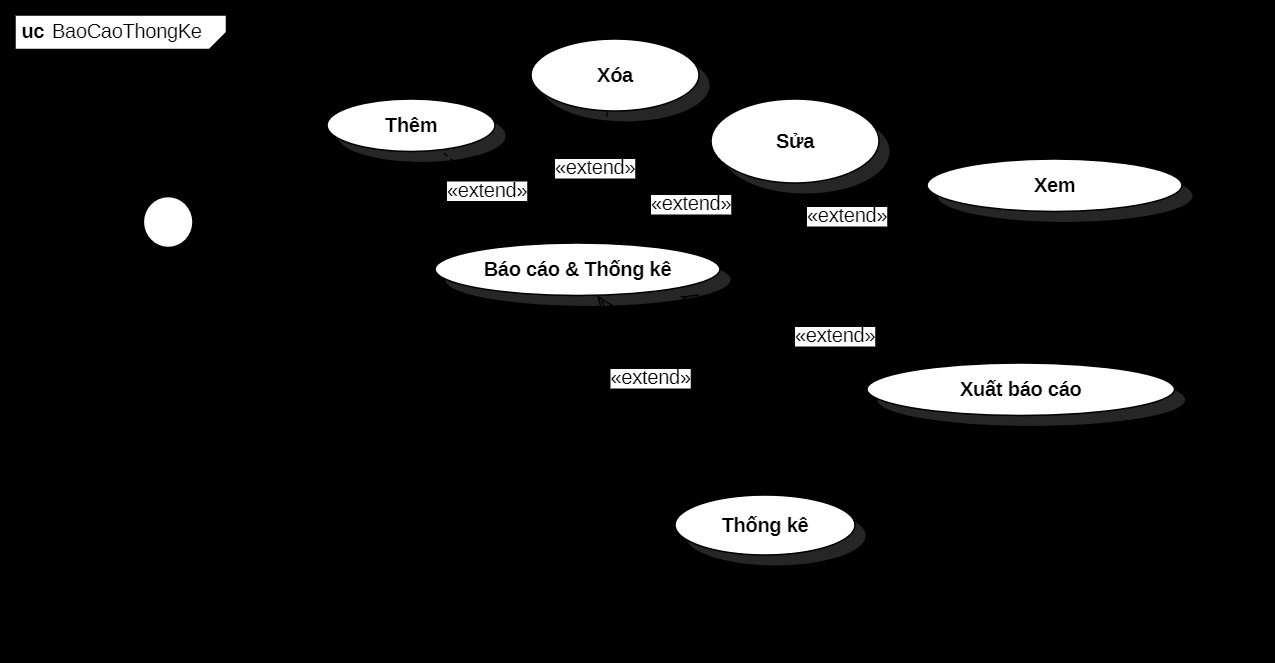 uc BaoCaoThongKe
Xóa
Thêm
Sửa
«extend»
«extend»
Xem
«extend»
«extend»
Báo cáo & Thống kê
«extend»
«extend»
Xuất báo cáo
Thống kê